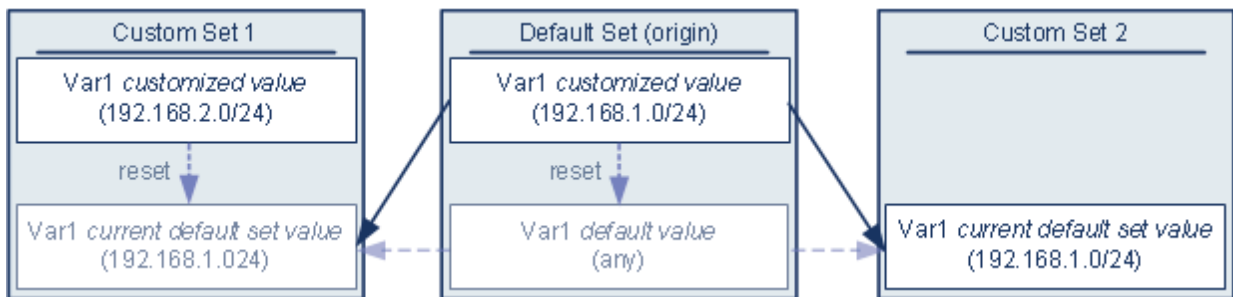 Custom Set 1
Var1 customized value
(192.168.2.0/24)
reset
Var1 current default set value
(192.168.1.024)
Default Set (origin)
Var1 customized value
(192.168.1.0/24)
reset
Var1 default value
(any)
Custom Set 2
Var1 current default set value
(192.168.1.0/24)